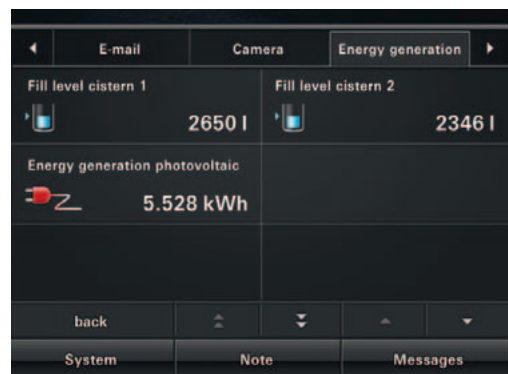 E-mail
Camera
Energy generation
Fill level cistern 1
Fill level cistern 2
2650 l
2346 l
Energy generation photovoltaic
5.528 kWh
back
System
Note
Messages